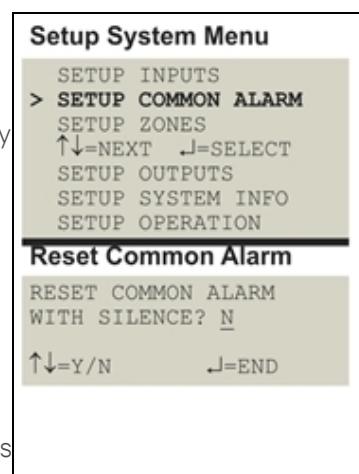 Setup System Menu
SETUP INPUTS
> SETUP COMMON ALARM
y
SETUP ZONES
↑↓=NEXT ↵=SELECT
SETUP OUTPUTS
SETUP SYSTEM INFO
SETUP OPERATION
Reset Common Alarm
RESET COMMON ALARM
WITH SILENCE? N
↑↓=Y/N ↵=END
s